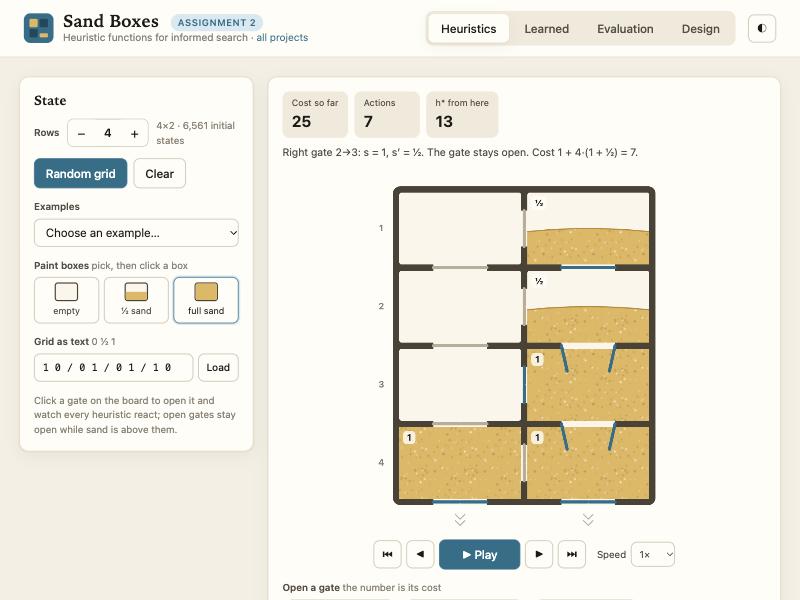 Sand Boxes ASSIGNMENT 2
Heuristic functions for informed search · all projects
Heuristics Learned Evaluation Design
State
Rows − 4 + 4×2 · 6,561 initial
states
Random grid Clear
Examples
Choose an example...
Paint boxes pick, then click a box
empty ½ sand full sand
Grid as text 0 ½ 1
1 0 / 0 1 / 0 1 / 1 0 Load
Click a gate on the board to open it and
watch every heuristic react; open gates stay
open while sand is above them.
Cost so far Actions h* from here
25 7 13
Right gate 2→3: s = 1, s′ = ½. The gate stays open. Cost 1 + 4·(1 + ½) = 7.
½
1
½
2
1
3
1 1
4
Play Speed 1×
Open a gate the number is its cost